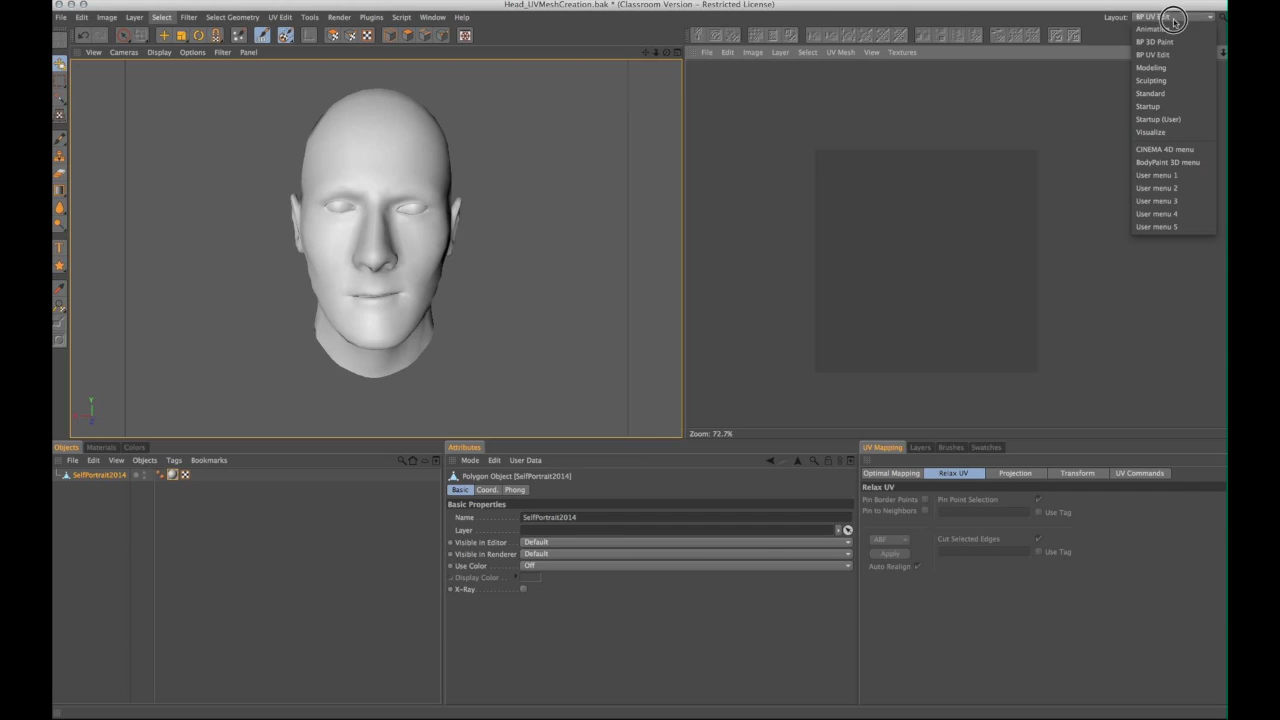 Head_UVMeshCreation.bak * (Classroom Version - Restricted License)
File Edit Image Layer Select Filter Select Geometry UV Edit Tools Render Plugins Script Window Help
Layout: BP UV Edit
Animation
BP 3D Paint
BP UV Edit
Modeling
Sculpting
Standard
Startup
Startup (User)
Visualize
CINEMA 4D menu
BodyPaint 3D menu
User menu 1
User menu 2
User menu 3
User menu 4
User menu 5
View Cameras Display Options Filter Panel
File Edit Image Layer Select UV Mesh View Textures
T
Y
Zoom: 72.7%
Objects Materials Colors
File Edit View Objects Tags Bookmarks
SelfPortrait2014
Attributes
Mode Edit User Data
Polygon Object [SelfPortrait2014]
Basic Coord. Phong
Basic Properties
Name SelfPortrait2014
Layer
Visible in Editor Default
Visible in Renderer Default
Use Color Off
Display Color
X-Ray
UV Mapping Layers Brushes Swatches
Optimal Mapping Relax UV Projection Transform UV Commands
Relax UV
Pin Border Points Pin Point Selection
Pin to Neighbors Use Tag
ABF Cut Selected Edges
Apply Use Tag
Auto Realign